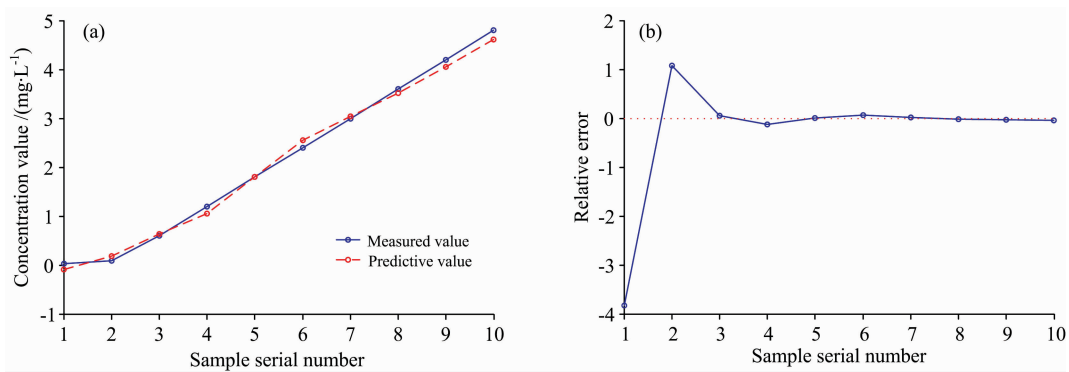 (a)
Concentration value /(mg·L⁻¹)
5
4
3
2
1
0
-1
Measured value
Predictive value
1 2 3 4 5 6 7 8 9 10
Sample serial number
(b)
Relative error
2
1
0
-1
-2
-3
-4
1 2 3 4 5 6 7 8 9 10
Sample serial number